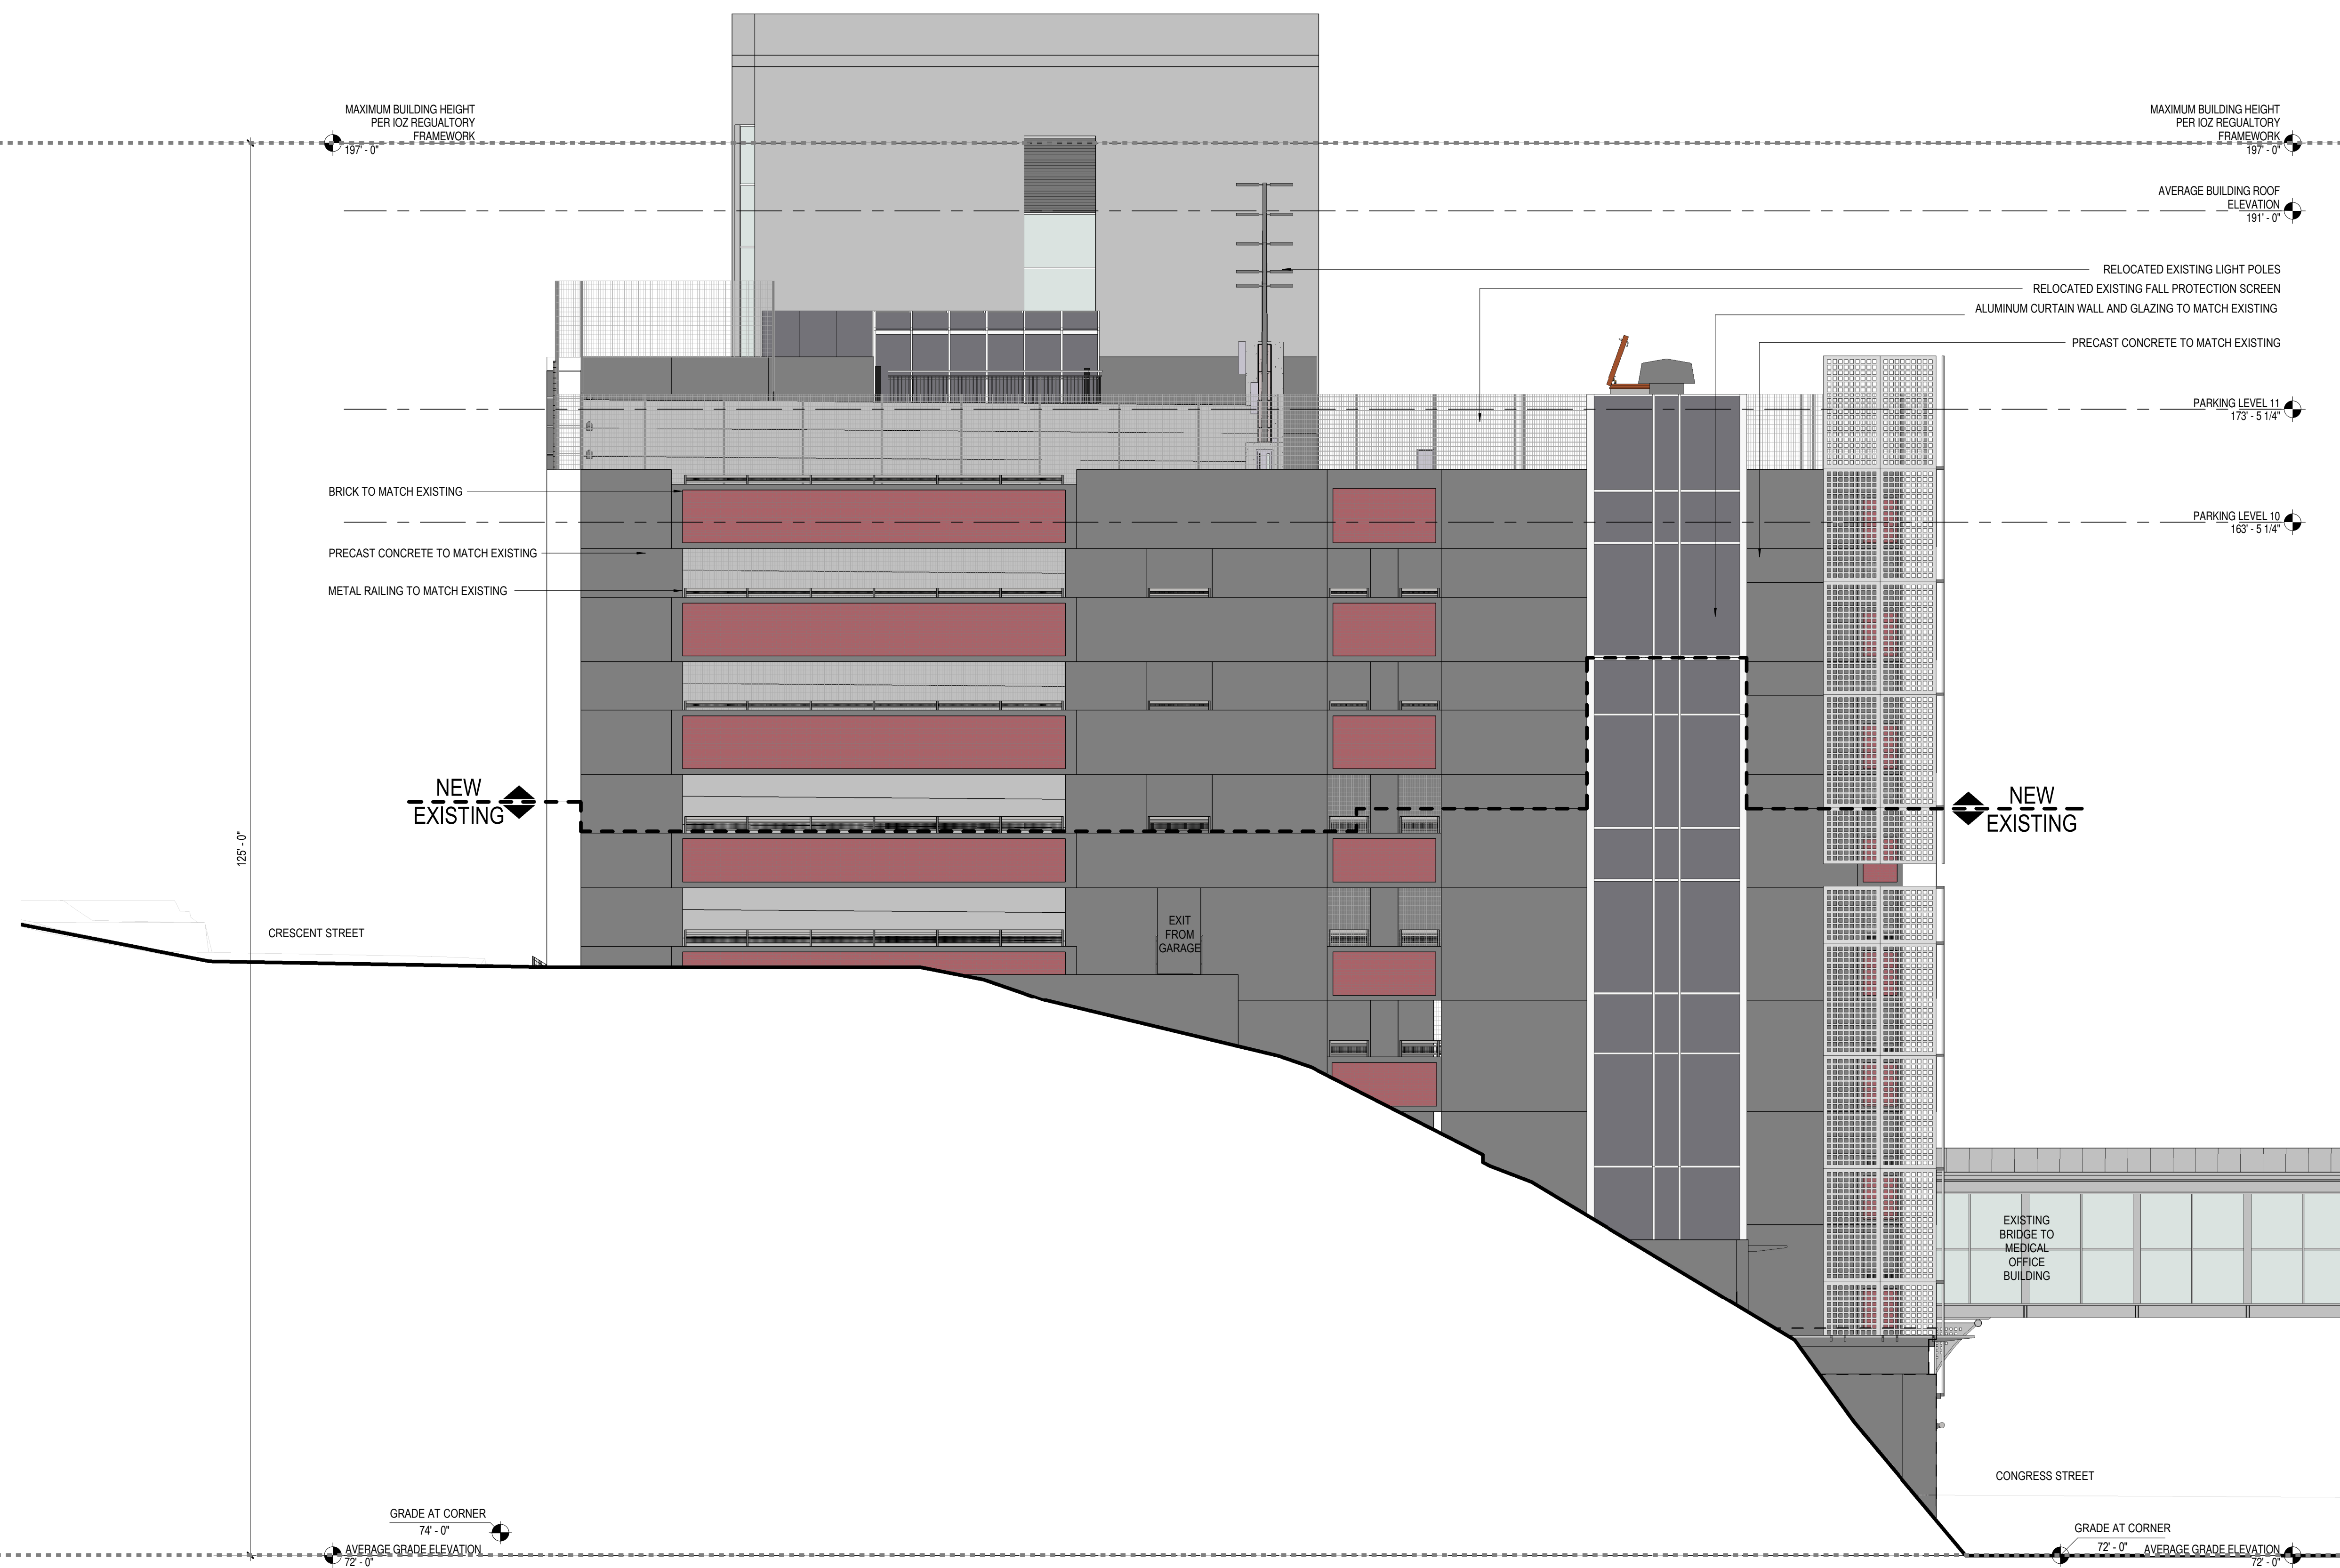 MAXIMUM BUILDING HEIGHT
PER IOZ REGUALTORY
FRAMEWORK
197' - 0"
MAXIMUM BUILDING HEIGHT
PER IOZ REGUALTORY
FRAMEWORK
197' - 0"
AVERAGE BUILDING ROOF
ELEVATION
191' - 0"
RELOCATED EXISTING LIGHT POLES
RELOCATED EXISTING FALL PROTECTION SCREEN
ALUMINUM CURTAIN WALL AND GLAZING TO MATCH EXISTING
PRECAST CONCRETE TO MATCH EXISTING
PARKING LEVEL 11
173' - 5 1/4"
BRICK TO MATCH EXISTING
PARKING LEVEL 10
163' - 5 1/4"
PRECAST CONCRETE TO MATCH EXISTING
METAL RAILING TO MATCH EXISTING
NEW
EXISTING
NEW
EXISTING
125' - 0"
CRESCENT STREET
EXIT
FROM
GARAGE
EXISTING
BRIDGE TO
MEDICAL
OFFICE
BUILDING
CONGRESS STREET
GRADE AT CORNER
74' - 0"
AVERAGE GRADE ELEVATION
72' - 0"
GRADE AT CORNER
72' - 0"
AVERAGE GRADE ELEVATION
72' - 0"